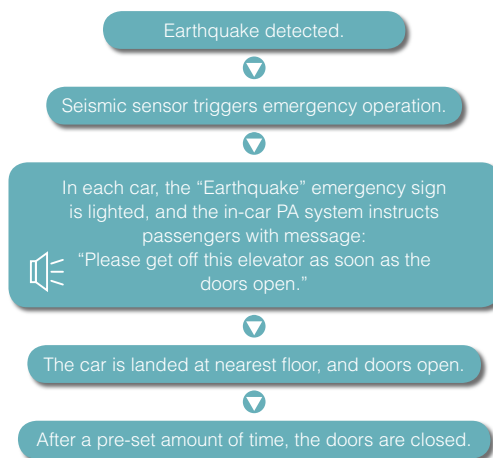 Earthquake detected.
Seismic sensor triggers emergency operation.
In each car, the “Earthquake” emergency sign
is lighted, and the in-car PA system instructs
passengers with message:
“Please get off this elevator as soon as the
doors open.”
The car is landed at nearest floor, and doors open.
After a pre-set amount of time, the doors are closed.